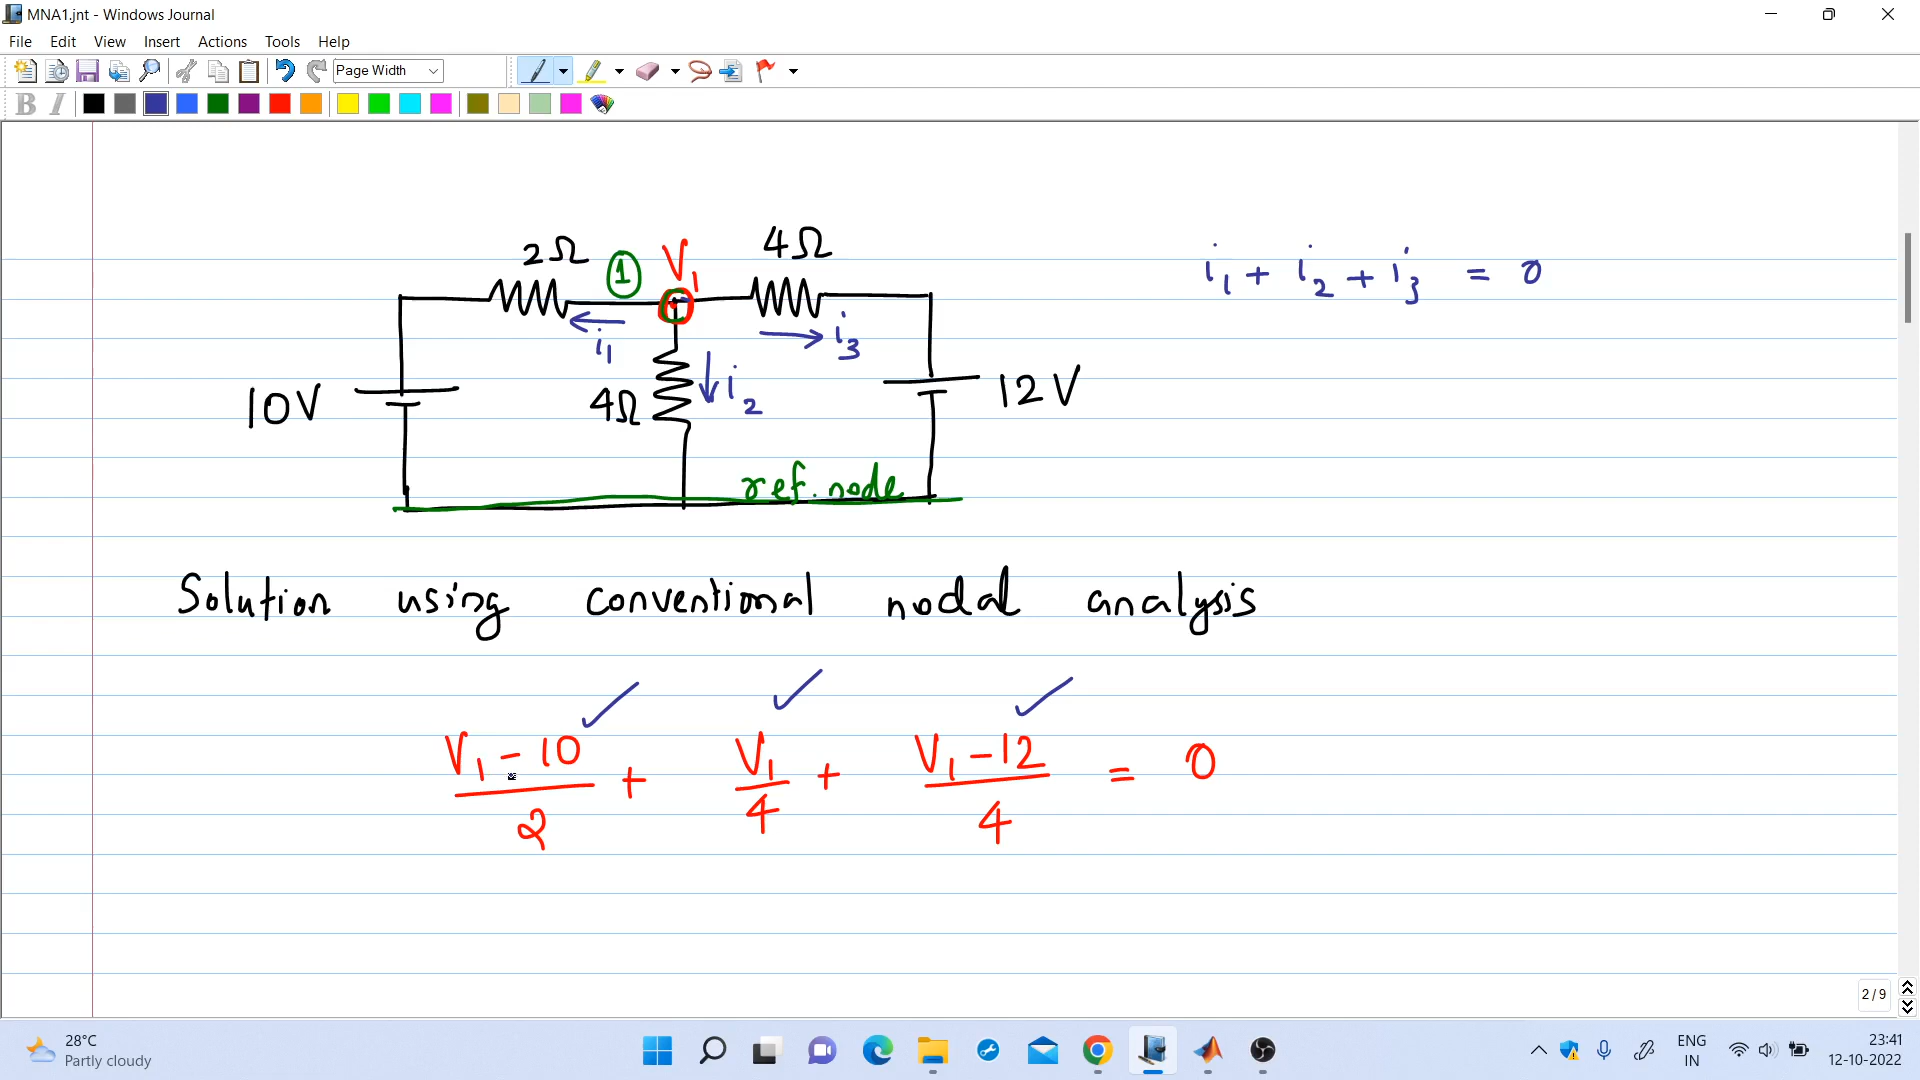 MNA1.jnt - Windows Journal
File Edit View Insert Actions Tools Help
Page Width
B I
2Ω 1 V1 4Ω
i1 + i2 + i3 = 0
i1 i3
10V 4Ω i2 12V
ref. node
Solution using conventional nodal analysis
V1 - 10 V1 V1 - 12
+ + = 0
2 4 4
2 / 9
28°C
Partly cloudy
ENG
IN
23:41
12-10-2022